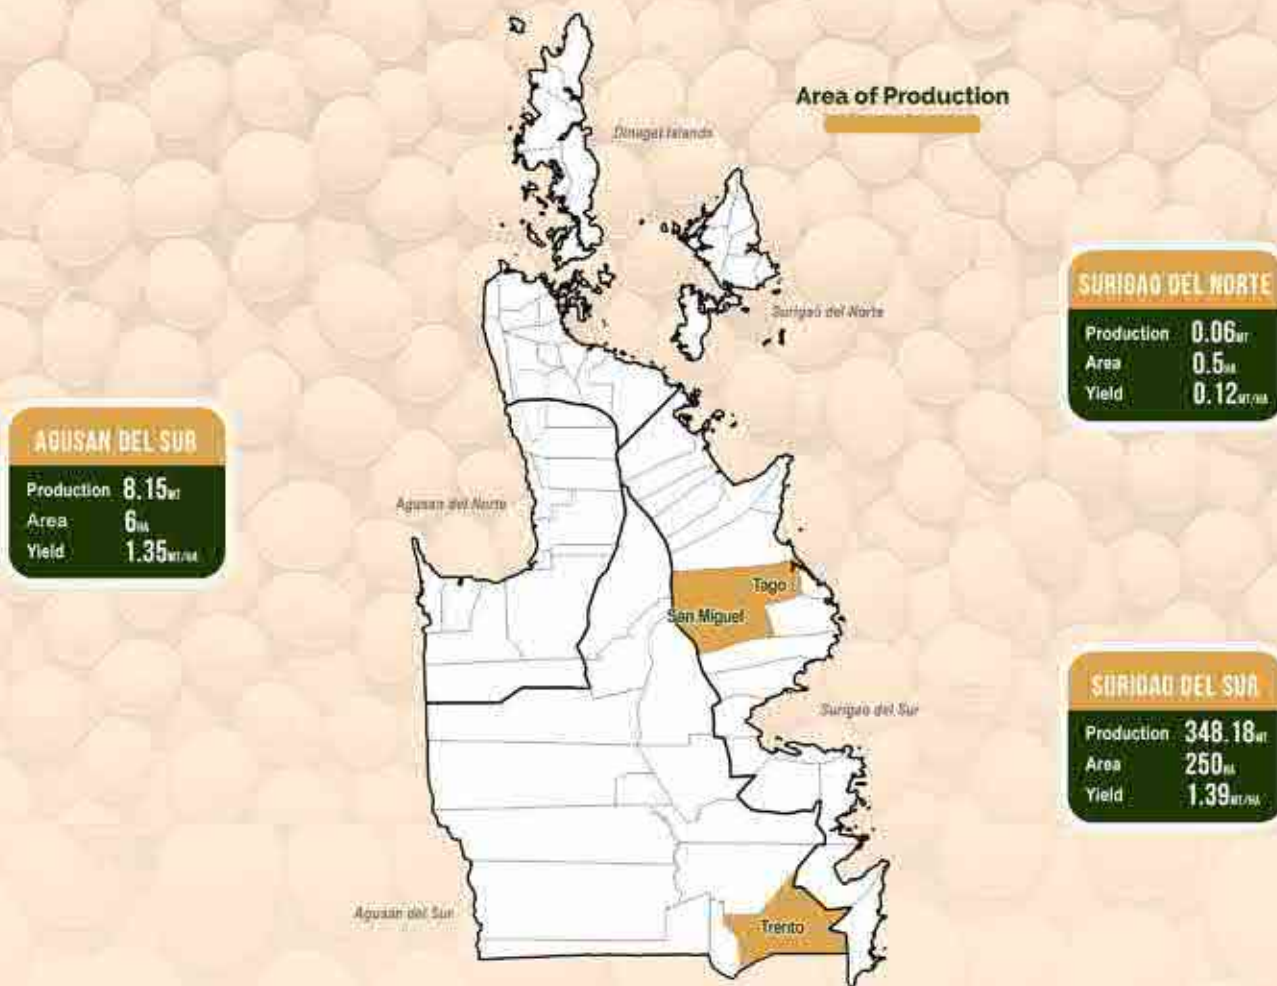 Area of Production
Dinagat Islands
Surigao del Norte
SURIGAO DEL NORTE
Production 0.06MT
Area 0.5HA
Yield 0.12MT/HA
AGUSAN DEL SUR
Production 8.15MT
Area 6HA
Yield 1.35MT/HA
Agusan del Norte
Tago
San Miguel
Surigao del Sur
SURIGAO DEL SUR
Production 348.18MT
Area 250HA
Yield 1.39MT/HA
Agusan del Sur
Trento